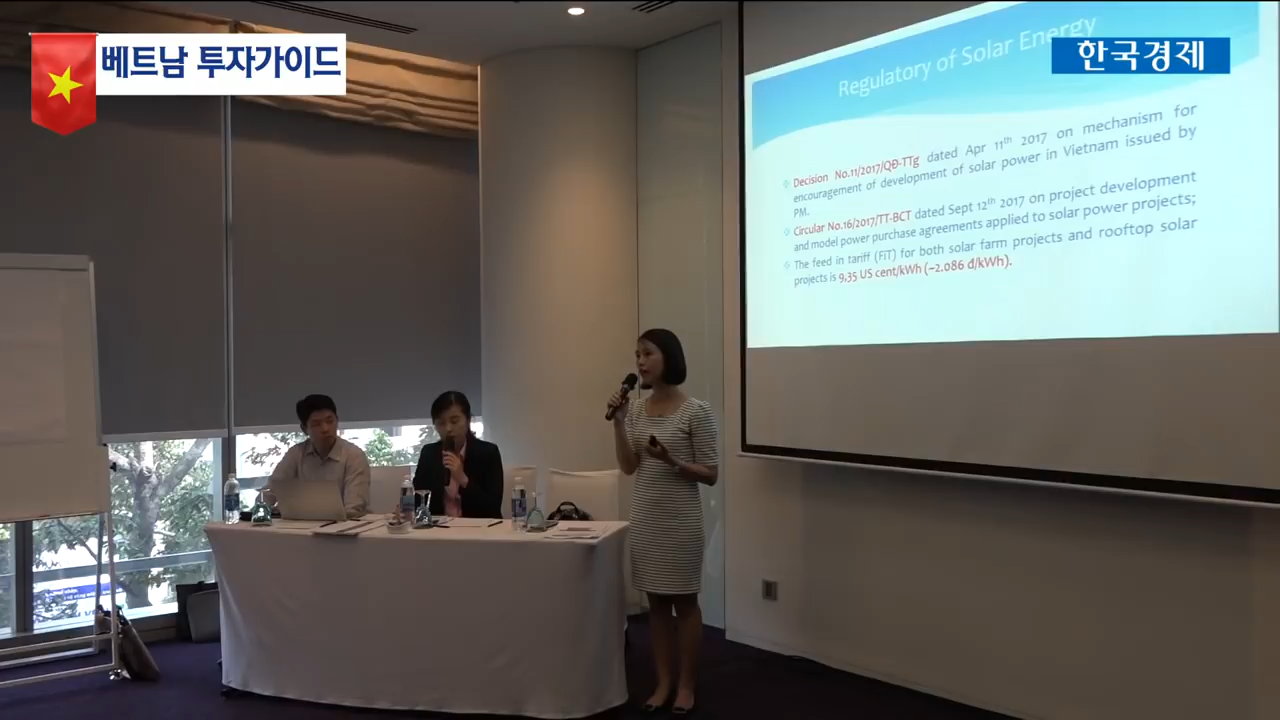 베트남 투자가이드
한국경제
Regulatory of Solar Energy
Decision No.11/2017/QĐ-TTg dated Apr 11th 2017 on mechanism for
encouragement of development of solar power in Vietnam issued by
PM.
Circular No.16/2017/TT-BCT dated Sept 12th 2017 on project development
and model power purchase agreements applied to solar power projects;
The feed in tariff (FiT) for both solar farm projects and rooftop solar
projects is 9,35 US cent/kWh (~2.086 đ/kWh).